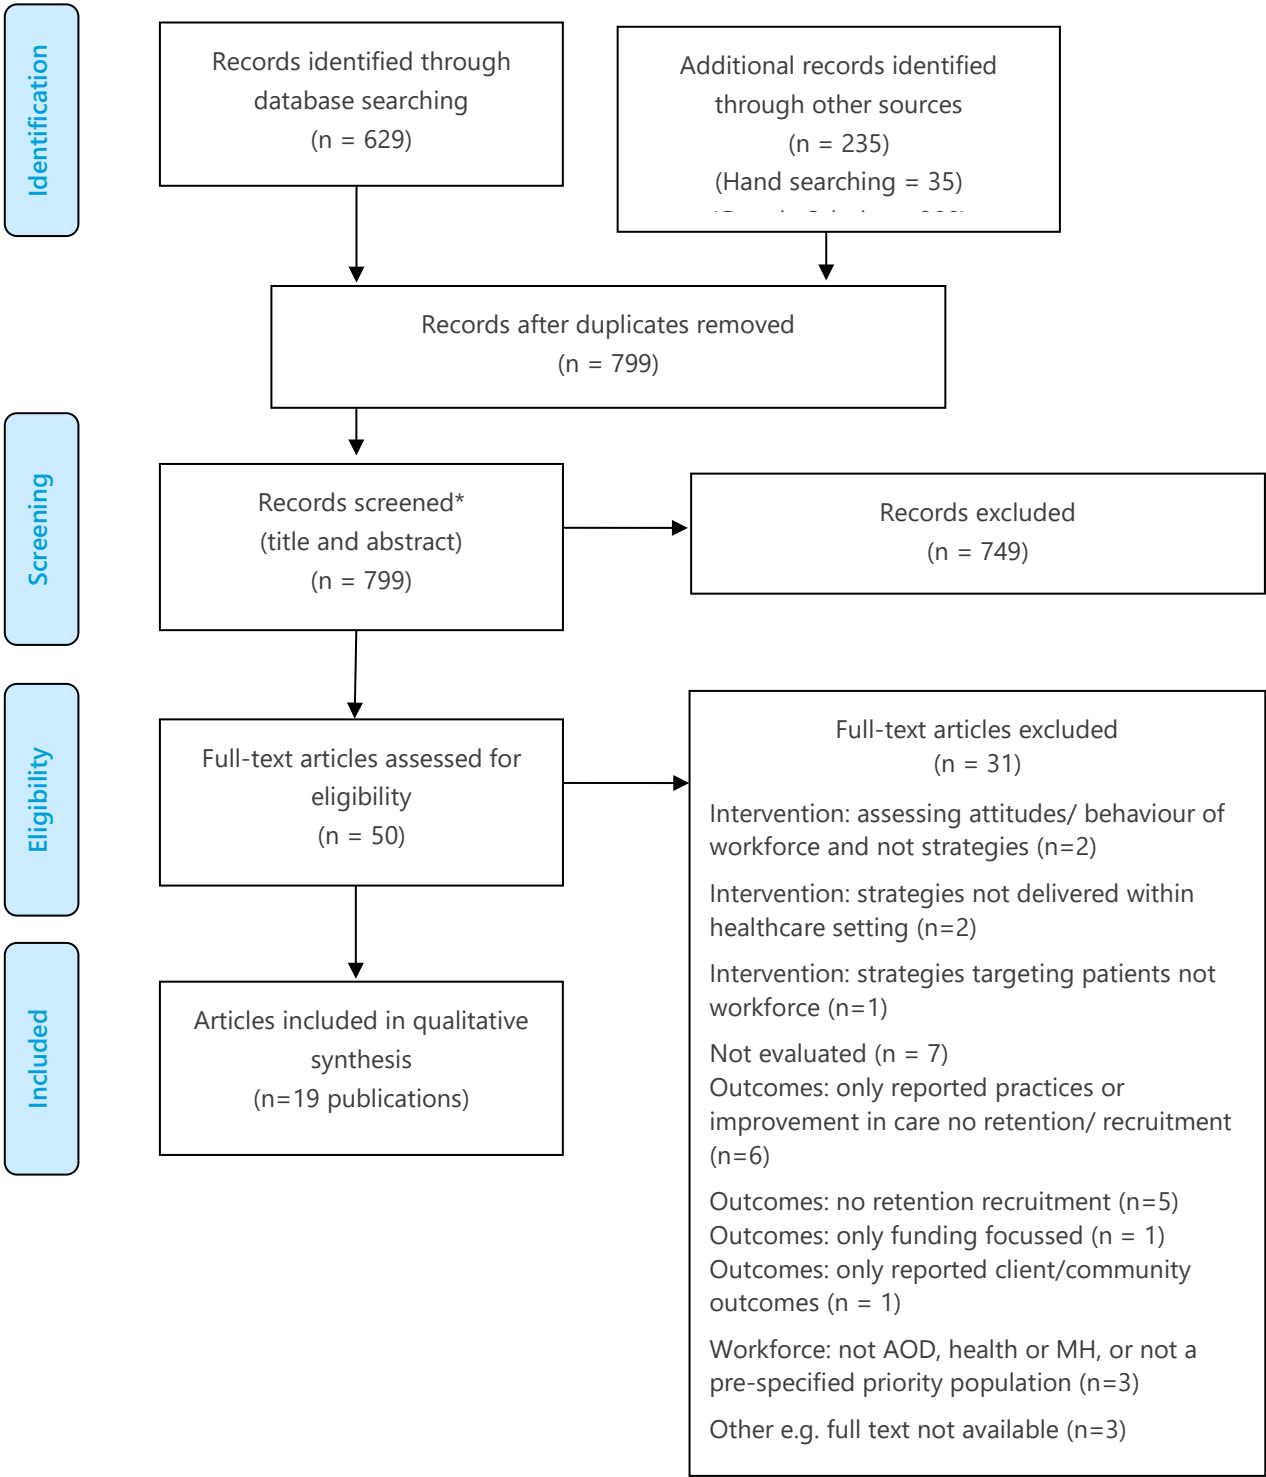 Identification
Records identified through
database searching
(n = 629)
Additional records identified
through other sources
(n = 235)
(Hand searching = 35)
Records after duplicates removed
(n = 799)
Screening
Records screened*
(title and abstract)
(n = 799)
Records excluded
(n = 749)
Eligibility
Full-text articles assessed for
eligibility
(n = 50)
Full-text articles excluded
(n = 31)
Intervention: assessing attitudes/ behaviour of
workforce and not strategies (n=2)
Intervention: strategies not delivered within
healthcare setting (n=2)
Intervention: strategies targeting patients not
workforce (n=1)
Not evaluated (n = 7)
Outcomes: only reported practices or
improvement in care no retention/ recruitment
(n=6)
Outcomes: no retention recruitment (n=5)
Outcomes: only funding focussed (n = 1)
Outcomes: only reported client/community
outcomes (n = 1)
Workforce: not AOD, health or MH, or not a
pre-specified priority population (n=3)
Other e.g. full text not available (n=3)
Included
Articles included in qualitative
synthesis
(n=19 publications)